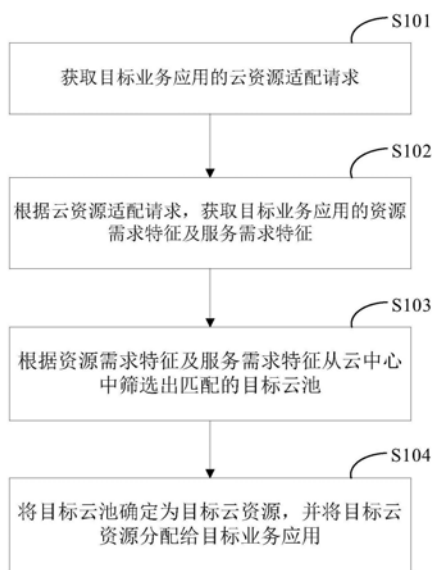 S101
获取目标业务应用的云资源适配请求
S102
根据云资源适配请求，获取目标业务应用的资源
需求特征及服务需求特征
S103
根据资源需求特征及服务需求特征从云中心
中筛选出匹配的目标云池
S104
将目标云池确定为目标云资源，并将目标云
资源分配给目标业务应用